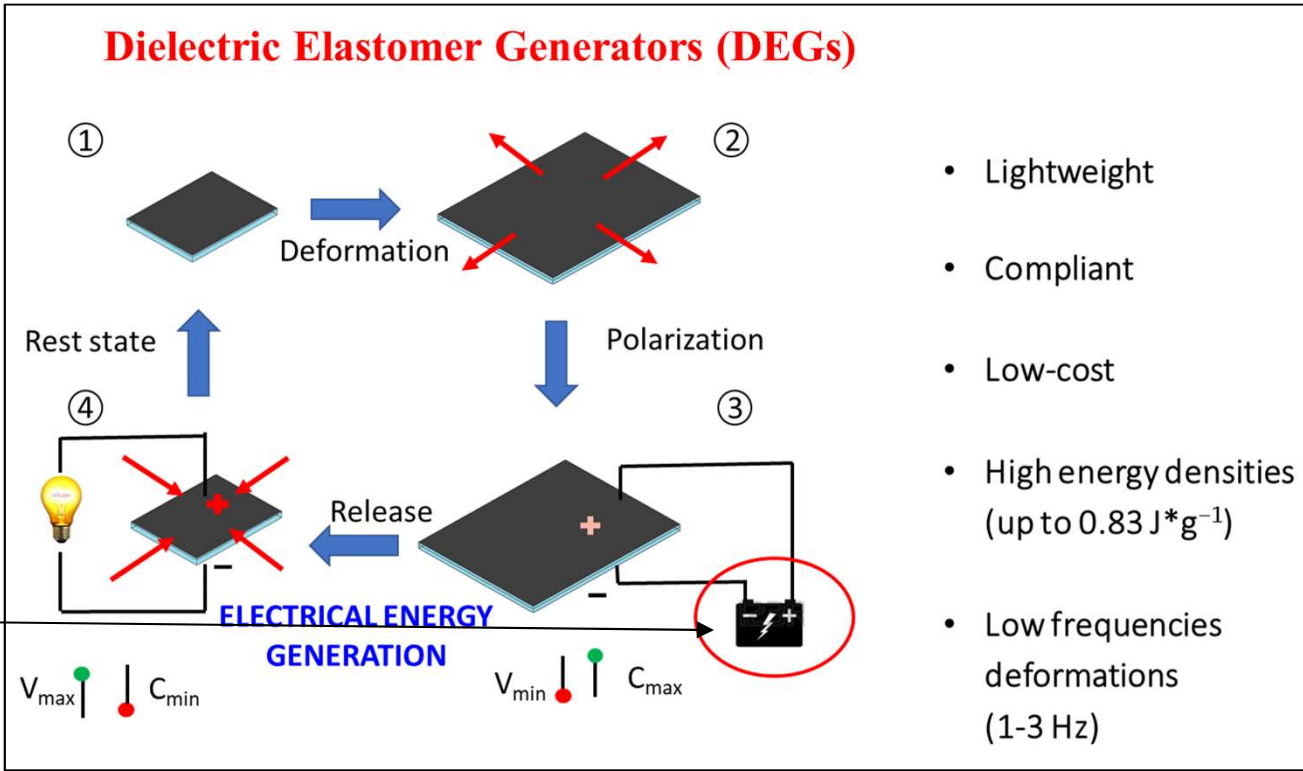 Dielectric Elastomer Generators (DEGs)
①
②
Deformation
Rest state
Polarization
④
③
Release
+
−
+
−
− +
ELECTRICAL ENERGY
GENERATION
Vmax Cmin
Vmin Cmax
• Lightweight
• Compliant
• Low-cost
• High energy densities
(up to 0.83 J*g⁻¹)
• Low frequencies
deformations
(1-3 Hz)